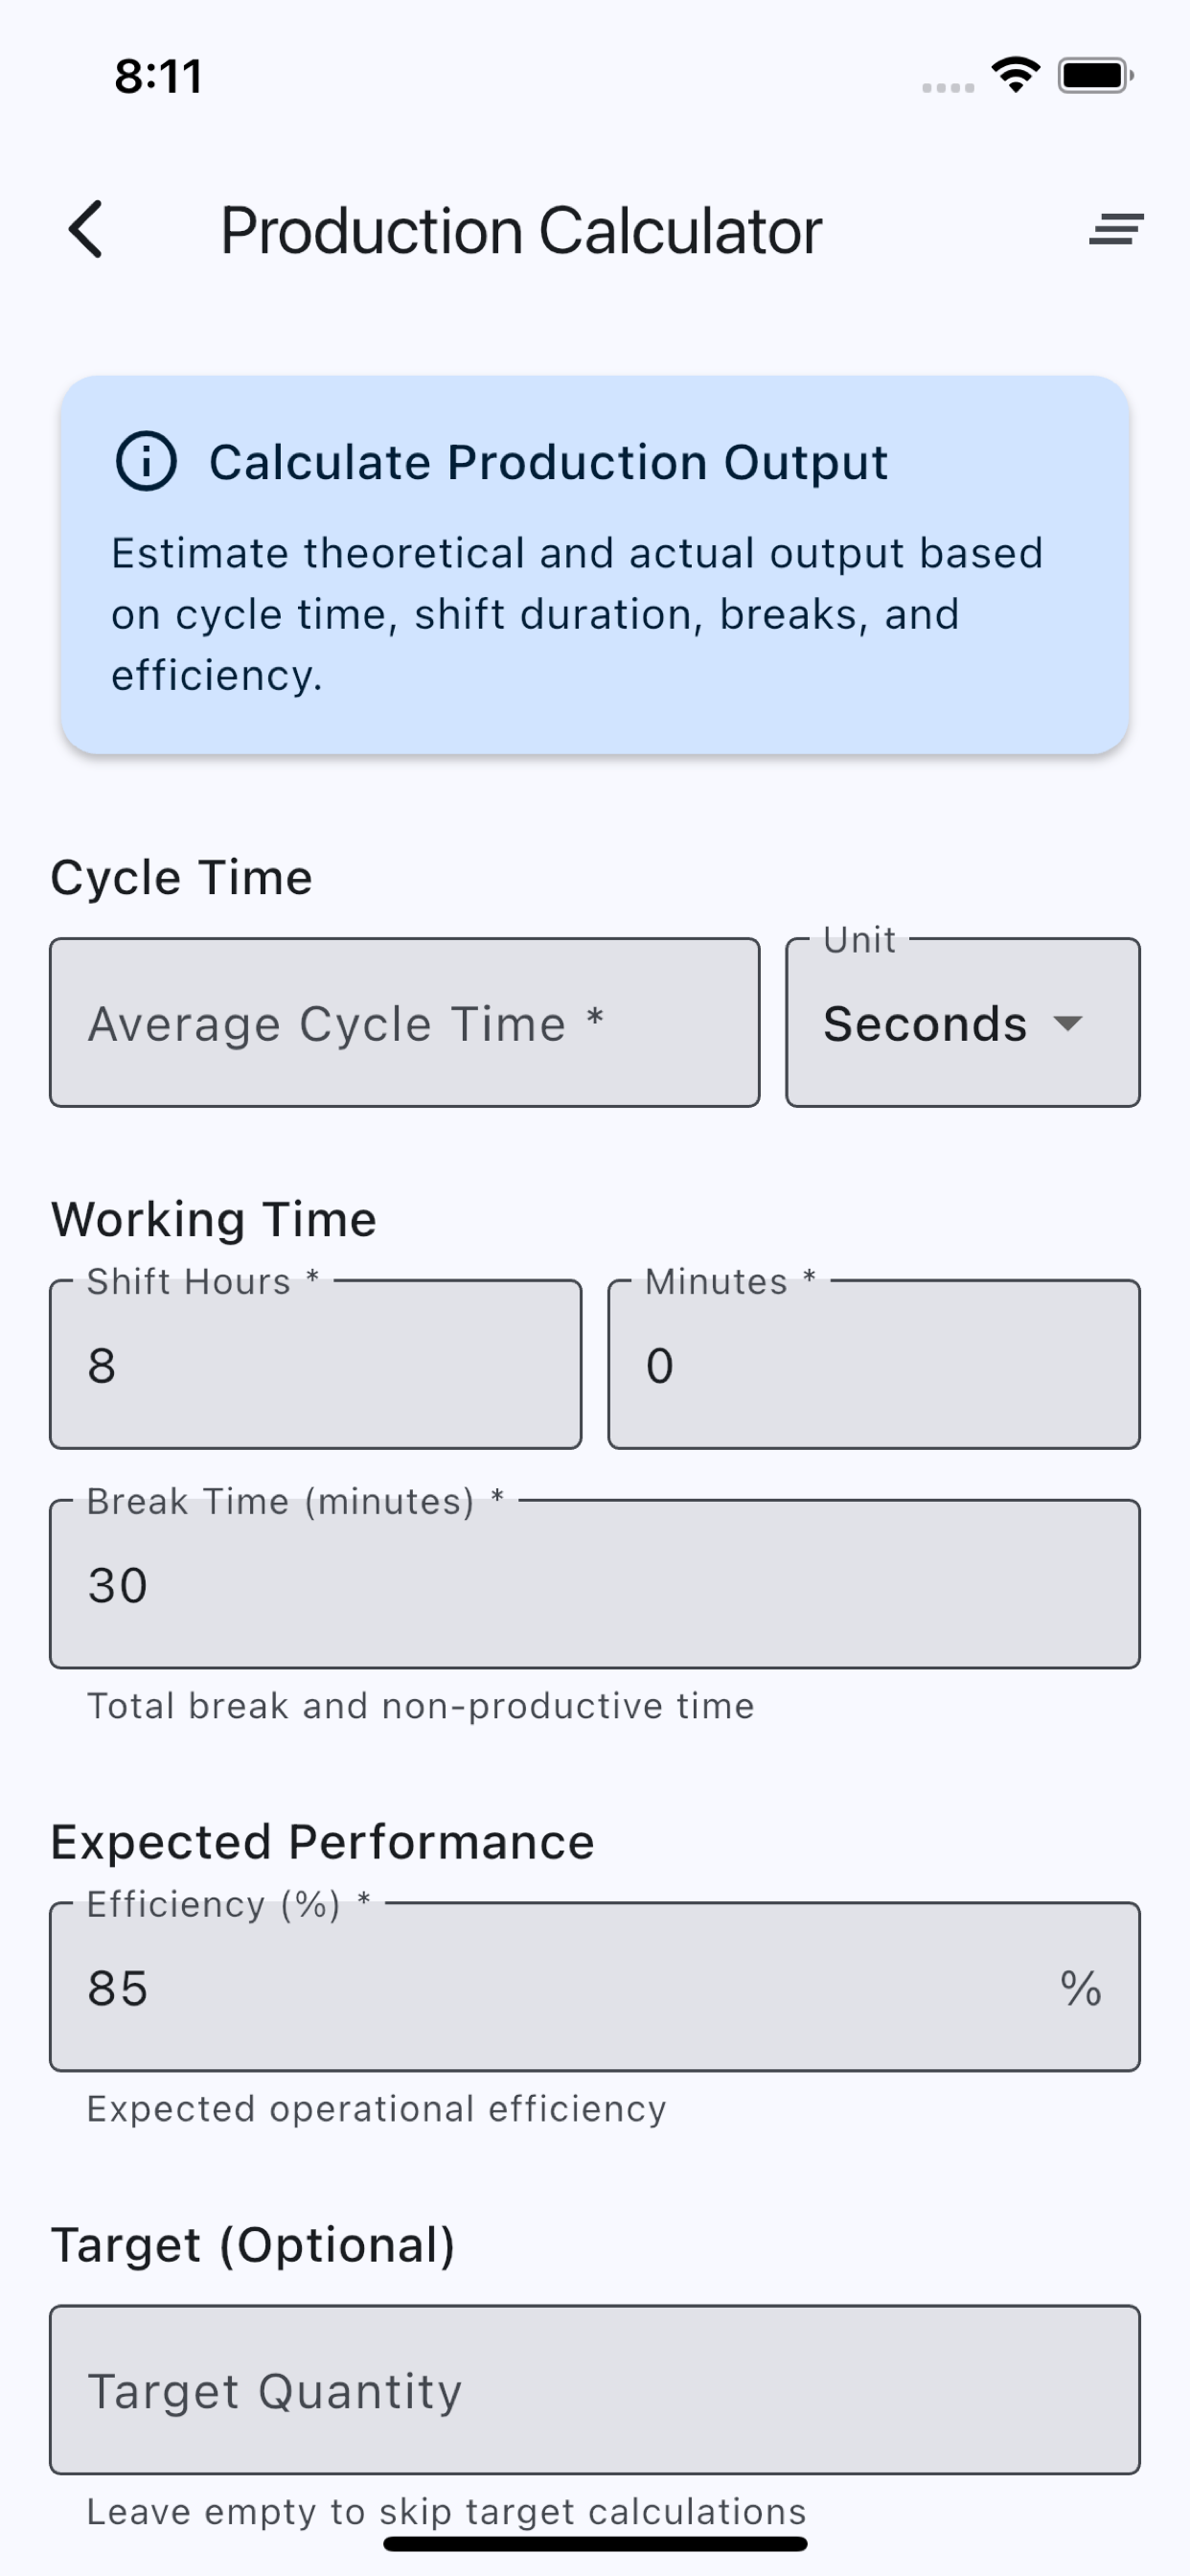 8:11
Production Calculator
Calculate Production Output
Estimate theoretical and actual output based
on cycle time, shift duration, breaks, and
efficiency.
Cycle Time
Average Cycle Time *
Unit
Seconds
Working Time
Shift Hours *
8
Minutes *
0
Break Time (minutes) *
30
Total break and non-productive time
Expected Performance
Efficiency (%) *
85
%
Expected operational efficiency
Target (Optional)
Target Quantity
Leave empty to skip target calculations